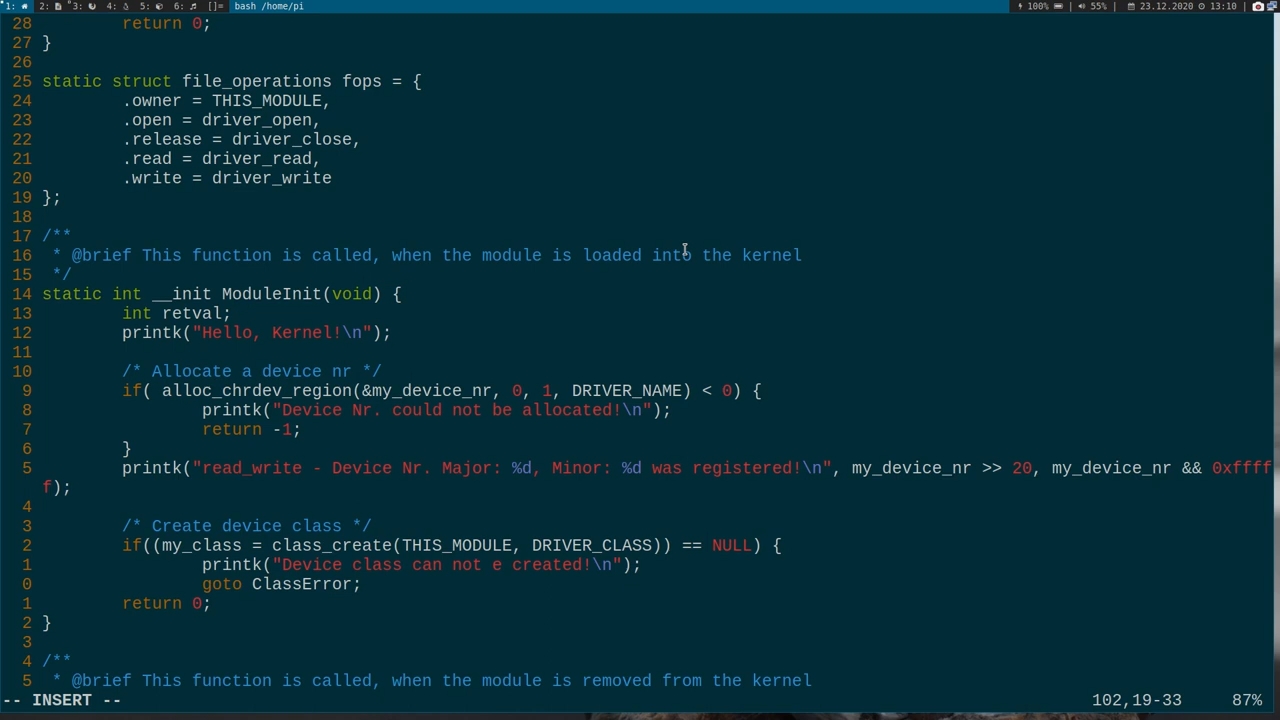 1: 2: 3: 4: 5: 6: []= bash /home/pi 100% 55% 23.12.2020 13:10
28 return 0;
27 }
26
25 static struct file_operations fops = {
24 .owner = THIS_MODULE,
23 .open = driver_open,
22 .release = driver_close,
21 .read = driver_read,
20 .write = driver_write
19 };
18
17 /**
16 * @brief This function is called, when the module is loaded into the kernel
15 */
14 static int __init ModuleInit(void) {
13 int retval;
12 printk("Hello, Kernel!\n");
11
10 /* Allocate a device nr */
9 if( alloc_chrdev_region(&my_device_nr, 0, 1, DRIVER_NAME) < 0) {
8 printk("Device Nr. could not be allocated!\n");
7 return -1;
6 }
5 printk("read_write - Device Nr. Major: %d, Minor: %d was registered!\n", my_device_nr >> 20, my_device_nr && 0xffff
f);
4
3 /* Create device class */
2 if((my_class = class_create(THIS_MODULE, DRIVER_CLASS)) == NULL) {
1 printk("Device class can not e created!\n");
0 goto ClassError;
1 return 0;
2 }
3
4 /**
5 * @brief This function is called, when the module is removed from the kernel
-- INSERT -- 102,19-33 87%